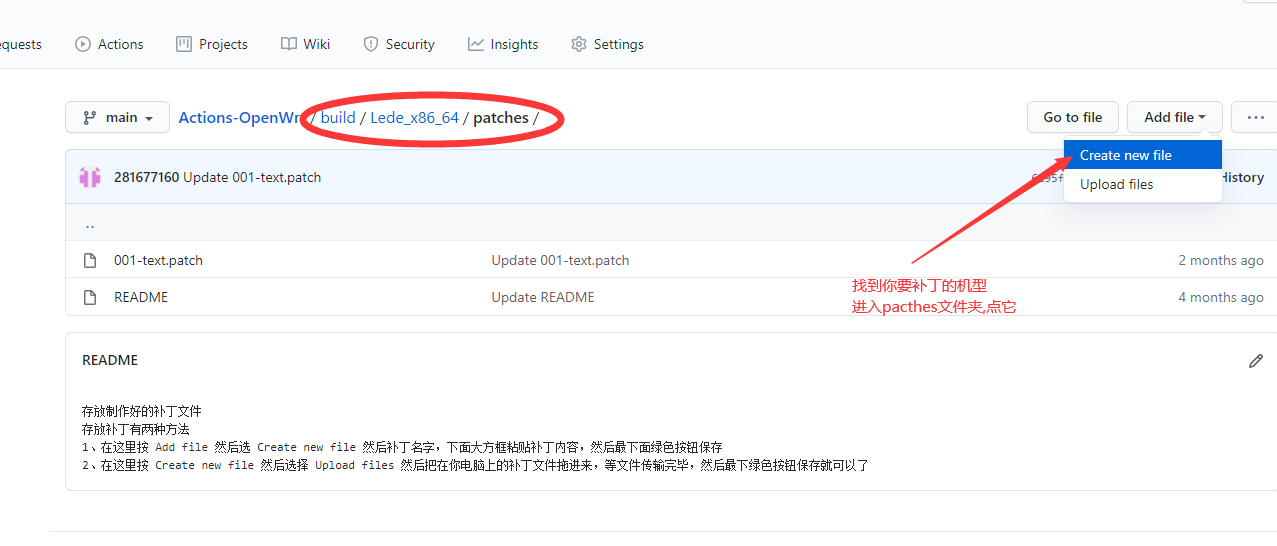 equests Actions Projects Wiki Security Insights Settings
main Actions-OpenWr / build / Lede_x86_64 / patches / Go to file Add file ...
Create new file
281677160 Update 001-text.patch History
Upload files
..
001-text.patch Update 001-text.patch 2 months ago
README Update README 4 months ago
找到你要补丁的机型
进入pacthes文件夹,点它
README
存放制作好的补丁文件
存放补丁有两种方法
1、在这里按 Add file 然后选 Create new file 然后补丁名字，下面大方框粘贴补丁内容，然后最下面绿色按钮保存
2、在这里按 Create new file 然后选择 Upload files 然后把在你电脑上的补丁文件拖进来，等文件传输完毕，然后最下绿色按钮保存就可以了